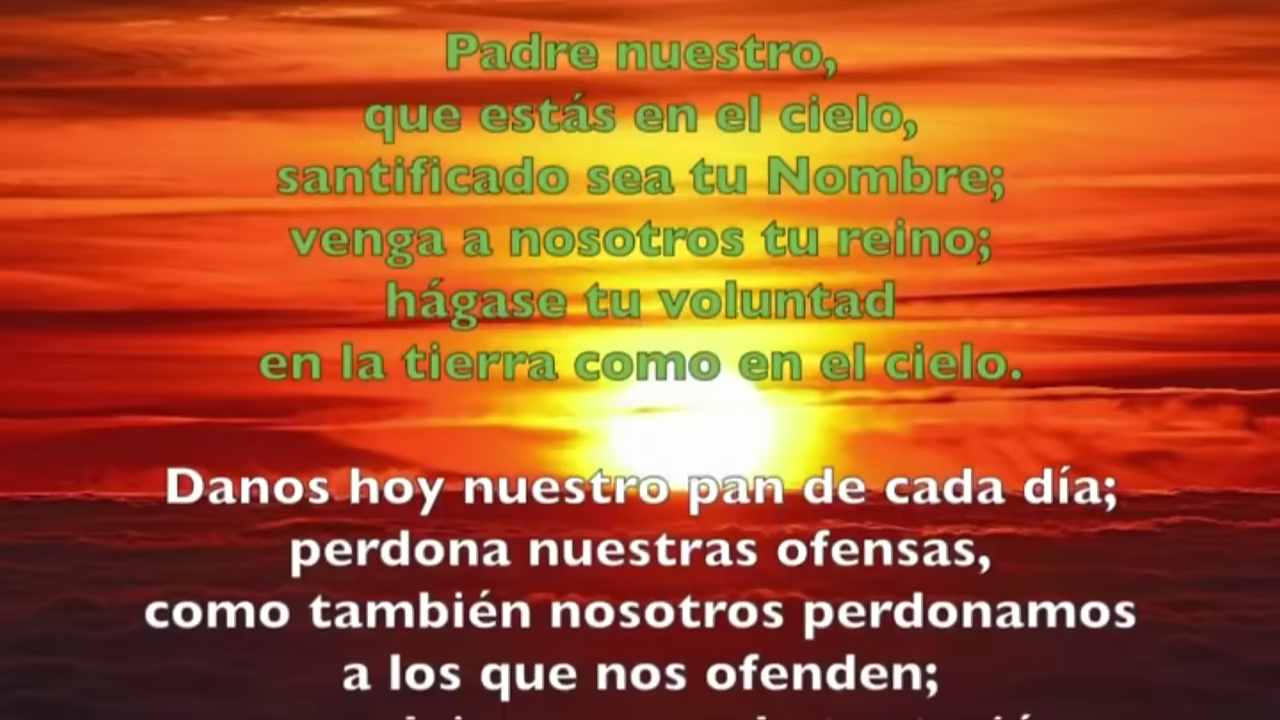 Padre nuestro,
que estás en el cielo,
santificado sea tu Nombre;
venga a nosotros tu reino;
hágase tu voluntad
en la tierra como en el cielo.
Danos hoy nuestro pan de cada día;
perdona nuestras ofensas,
como también nosotros perdonamos
a los que nos ofenden;